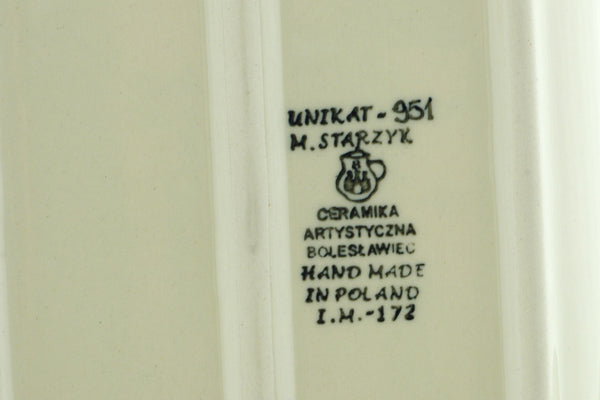 UNIKAT - 951
M. STARZYK
CERAMIKA
ARTYSTYCZNA
BOLESŁAWIEC
HAND MADE
IN POLAND
I.M.-172